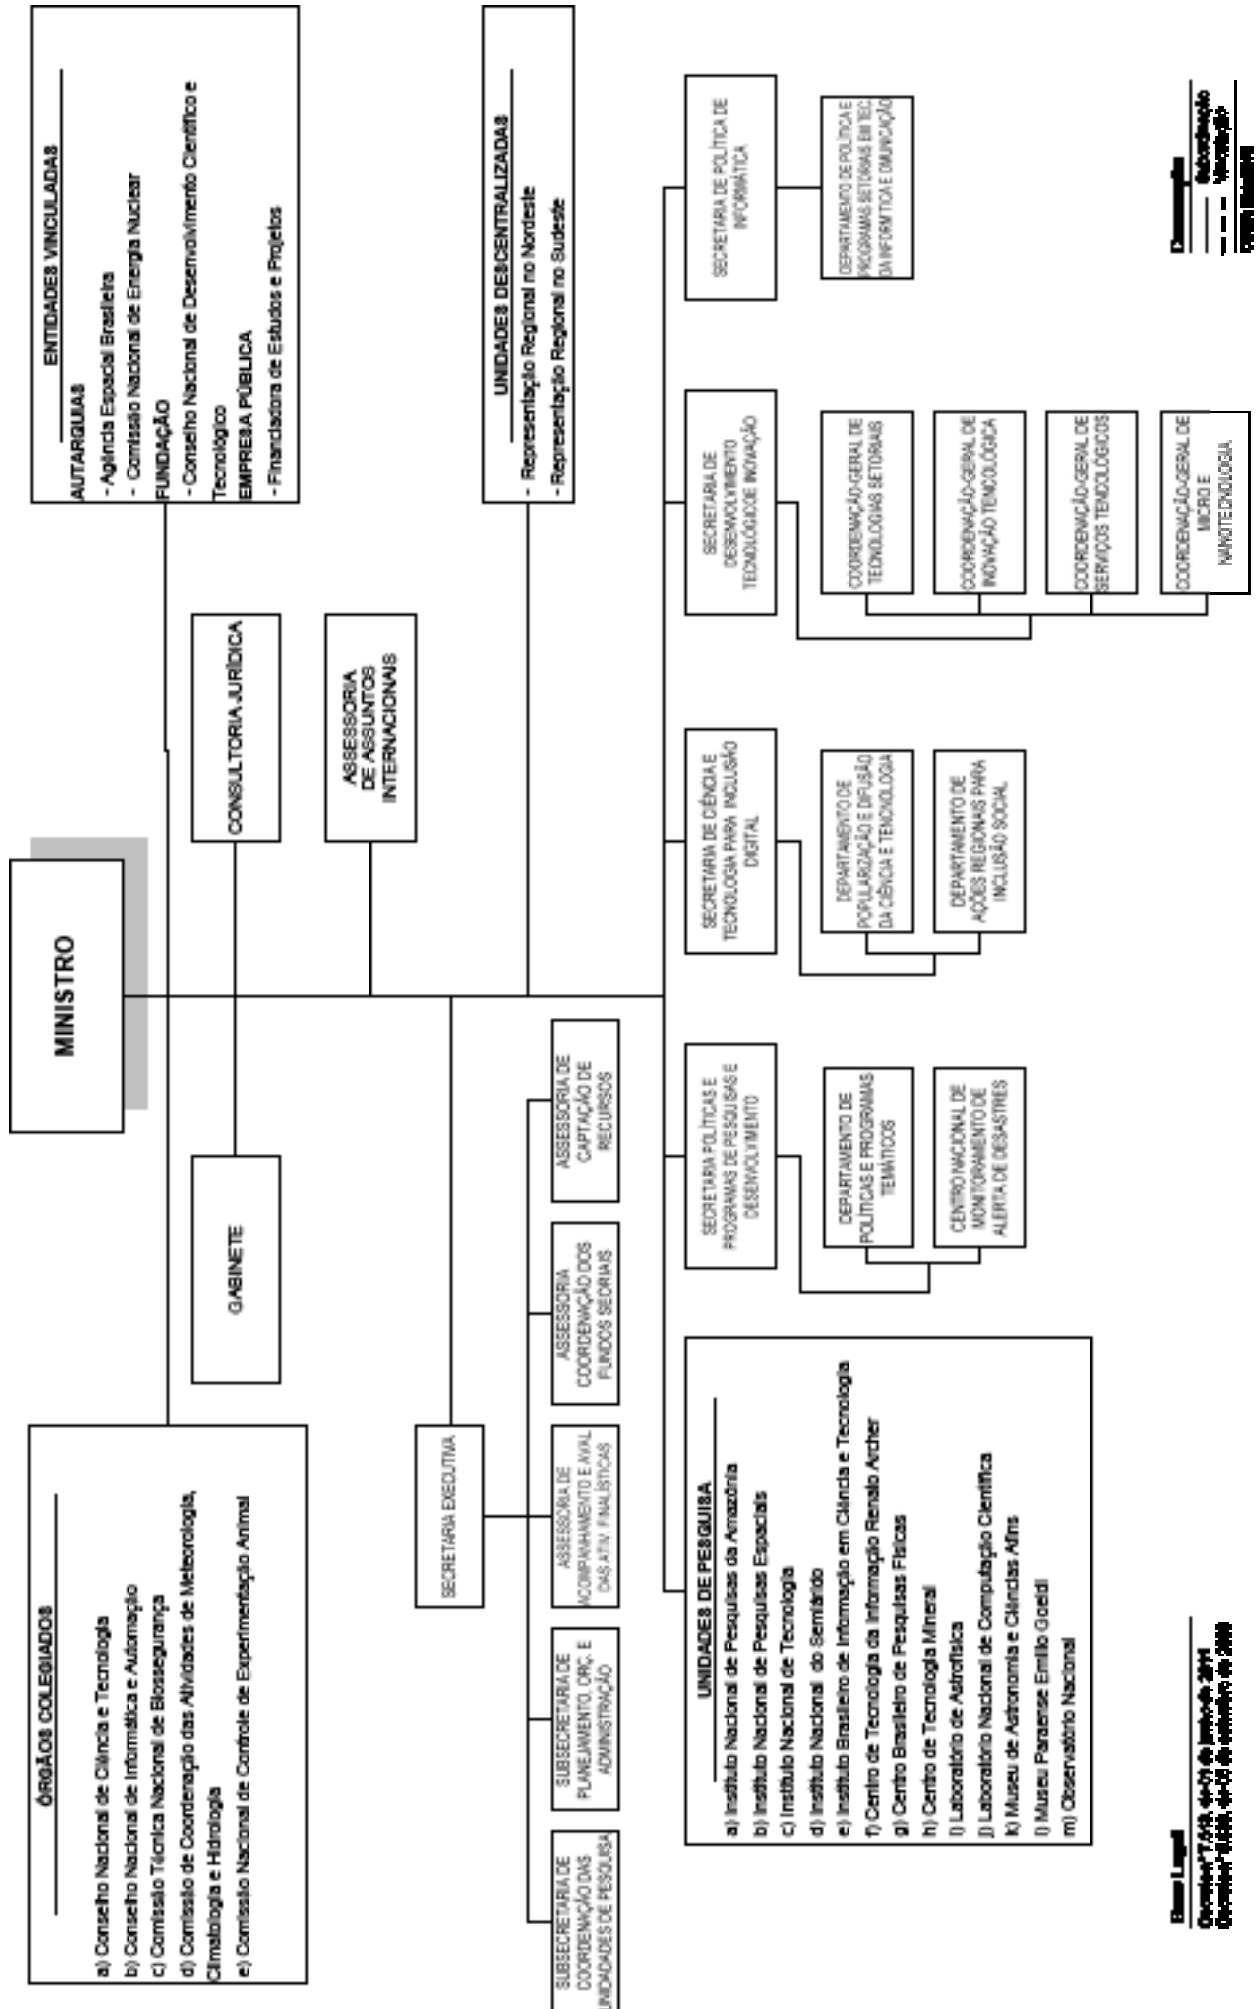 MINISTRO
ÓRGÃOS COLEGIADOS
a) Conselho Nacional de Ciência e Tecnologia
b) Conselho Nacional de Informática e Automação
c) Comissão Técnica Nacional de Biossegurança
d) Comissão de Coordenação das Atividades de Meteorologia,
Climatologia e Hidrologia
e) Comissão Nacional de Controle de Experimentação Animal
GABINETE
CONSULTORIA JURÍDICA
ASSESSORIA
DE ASSUNTOS
INTERNACIONAIS
ENTIDADES VINCULADAS
AUTARQUIAS
- Agência Espacial Brasileira
- Comissão Nacional de Energia Nuclear
FUNDAÇÃO
- Conselho Nacional de Desenvolvimento Científico e
Tecnológico
EMPRESA PÚBLICA
- Financiadora de Estudos e Projetos
SECRETARIA EXECUTIVA
UNIDADES DESCENTRALIZADAS
- Representação Regional no Nordeste
- Representação Regional no Sudeste
SUBSECRETARIA DE
COORDENAÇÃO DAS
UNIDADADES DE PESQUISA
SUBSECRETARIA DE
PLANEJAMENTO, ORÇ. E
ADMINISTRAÇÃO
ASSESSORIA DE
ACOMPANHAMENTO E AVAL
DAS ATIV. FINALÍSTICAS
ASSESSORIA
COORDENAÇÃO DOS
FUNDOS SEORIAIS
ASSESSORIA DE
CAPTAÇÃO DE
RECURSOS
UNIDADES DE PESQUISA
a) Instituto Nacional de Pesquisas da Amazônia
b) Instituto Nacional de Pesquisas Espaciais
c) Instituto Nacional de Tecnologia
d) Instituto Nacional do Semiárido
e) Instituto Brasileiro de Informação em Ciência e Tecnologia
f) Centro de Tecnologia da Informação Renato Archer
g) Centro Brasileiro de Pesquisas Físicas
h) Centro de Tecnologia Mineral
i) Laboratório de Astrofísica
j) Laboratório Nacional de Computação Científica
k) Museu de Astronomia e Ciências Afins
l) Museu Paraense Emílio Goeldi
m) Observatório Nacional
SECRETARIA POLÍTICAS E
PROGRAMAS DE PESQUISAS E
DESENVOLVIMENTO
DEPARTAMENTO DE
POLÍTICAS E PROGRAMAS
TEMÁTICOS
CENTRO NACIONAL DE
MONITORAMENTO DE
ALERTA DE DESASTRES
SECRETARIA DE CIÊNCIA E
TECNOLOGIA PARA INCLUSÃO
DIGITAL
DEPARTAMENTO DE
POPULARIZAÇÃO E DIFUSÃO
DA CIÊNCIA E TENCNOLOGIA
DEPARTAMENTO DE
AÇÕES REGIONAIS PARA
INCLUSÃO SOCIAL
SECRETARIA DE
DESENVOLVIMENTO
TECNOLÓGICO DE INOVAÇÃO
COORDENAÇÃO-GERAL DE
TECNOLOGIAS SETORIAIS
COORDENAÇÃO-GERAL DE
INOVAÇÃO TENCOLÓGICA
COORDENAÇÃO-GERAL DE
SERVIÇOS TENCOLÓGICOS
COORDENAÇÃO-GERAL DE
MICRO E
NANOTECNOLOGIA
SECRETARIA DE POLÍTICA DE
INFORMÁTICA
DEPARTAMENTO DE POLÍTICA E
PROGRAMAS SETORIAIS EM TEC.
DA INFORMTICA E OMUNICAÇÃO
Base Legal
Subordinação
Vinculação